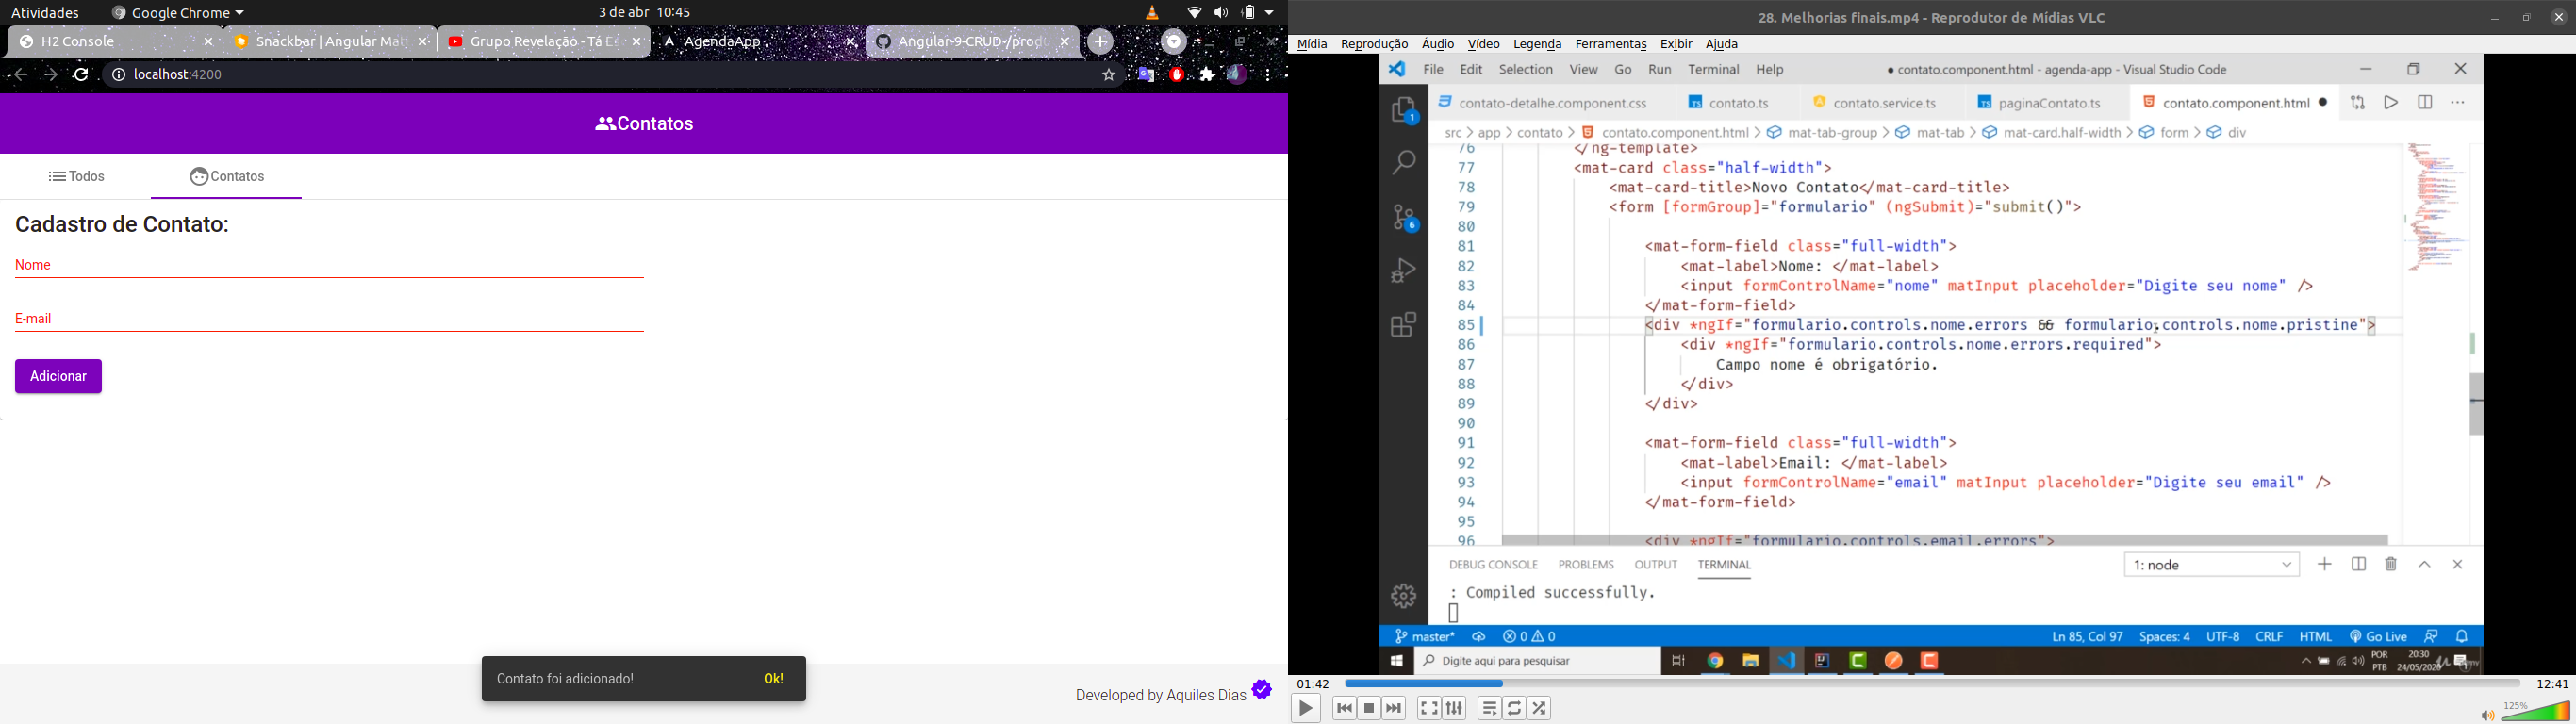 Atividades
Google Chrome
3 de abr 10:45
H2 Console
Snackbar | Angular Mat
Grupo Revelação - Tá Es
AgendaApp
Angular-9-CRUD-/produ
localhost:4200
Contatos
Todos
Contatos
Cadastro de Contato:
Nome
E-mail
Adicionar
Contato foi adicionado!
Ok!
Developed by Aquiles Dias
28. Melhorias finais.mp4 - Reprodutor de Mídias VLC
Mídia Reprodução Áudio Vídeo Legenda Ferramentas Exibir Ajuda
File Edit Selection View Go Run Terminal Help
● contato.component.html - agenda-app - Visual Studio Code
contato-detalhe.component.css
TS contato.ts
contato.service.ts
TS paginaContato.ts
contato.component.html ●
src > app > contato > contato.component.html > mat-tab-group > mat-tab > mat-card.half-width > form > div
76 </ng-template>
77 <mat-card class="half-width">
78 <mat-card-title>Novo Contato</mat-card-title>
79 <form [formGroup]="formulario" (ngSubmit)="submit()">
80
81 <mat-form-field class="full-width">
82 <mat-label>Nome: </mat-label>
83 <input formControlName="nome" matInput placeholder="Digite seu nome" />
84 </mat-form-field>
85 <div *ngIf="formulario.controls.nome.errors && formulario.controls.nome.pristine">
86 <div *ngIf="formulario.controls.nome.errors.required">
87 Campo nome é obrigatório.
88 </div>
89 </div>
90
91 <mat-form-field class="full-width">
92 <mat-label>Email: </mat-label>
93 <input formControlName="email" matInput placeholder="Digite seu email" />
94 </mat-form-field>
95
96 <div *ngIf="formulario.controls.email.errors">
1
6
DEBUG CONSOLE PROBLEMS OUTPUT TERMINAL
1: node
: Compiled successfully.
master*
0 0
Ln 85, Col 97 Spaces: 4 UTF-8 CRLF HTML Go Live
Digite aqui para pesquisar
POR
PTB
20:30
24/05/2020
01:42
12:41
125%